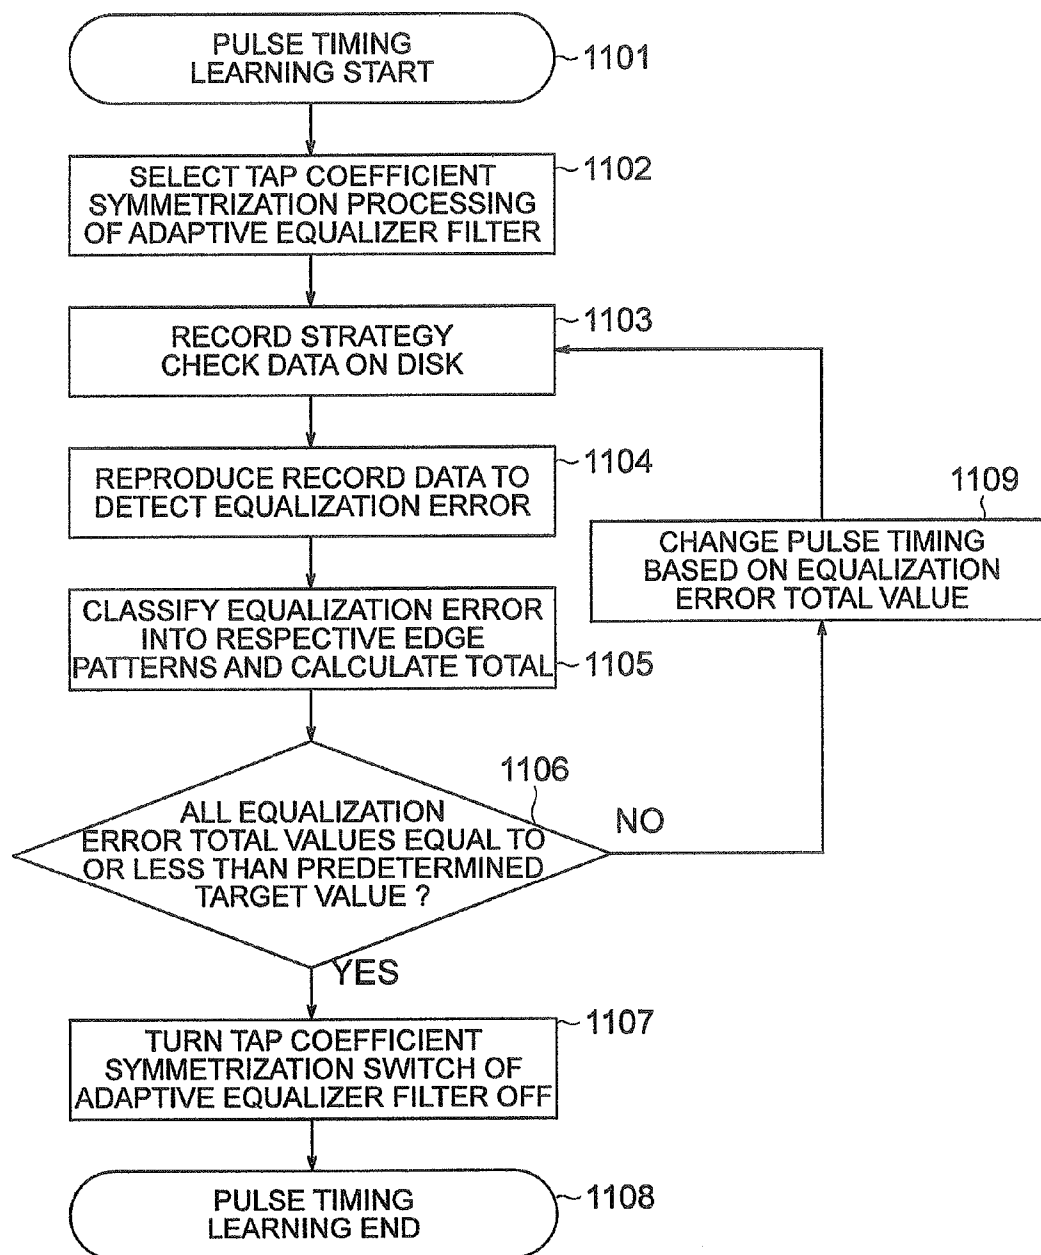 PULSE TIMING
LEARNING START
1101
SELECT TAP COEFFICIENT
SYMMETRIZATION PROCESSING
OF ADAPTIVE EQUALIZER FILTER
1102
RECORD STRATEGY
CHECK DATA ON DISK
1103
REPRODUCE RECORD DATA TO
DETECT EQUALIZATION ERROR
1104
CLASSIFY EQUALIZATION ERROR
INTO RESPECTIVE EDGE
PATTERNS AND CALCULATE TOTAL
1105
ALL EQUALIZATION
ERROR TOTAL VALUES EQUAL TO
OR LESS THAN PREDETERMINED
TARGET VALUE ?
1106
NO
1109
CHANGE PULSE TIMING
BASED ON EQUALIZATION
ERROR TOTAL VALUE
YES
TURN TAP COEFFICIENT
SYMMETRIZATION SWITCH OF
ADAPTIVE EQUALIZER FILTER OFF
1107
PULSE TIMING
LEARNING END
1108